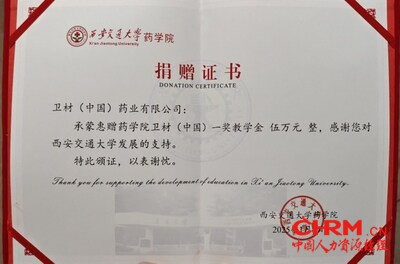 西安交通大学药学院
Xi'an Jiaotong University
捐赠证书
DONATION CERTIFICATE
卫材（中国）药业有限公司：
承蒙惠赠药学院卫材（中国）一奖教学金 伍万元 整，感谢您对
西安交通大学发展的支持。
特此颁证，以表谢忱。
Thank you for supporting the development of education in Xi'an Jiaotong University.
西安交通大学药学院
2025
CHRM.CN
中国人力资源经理